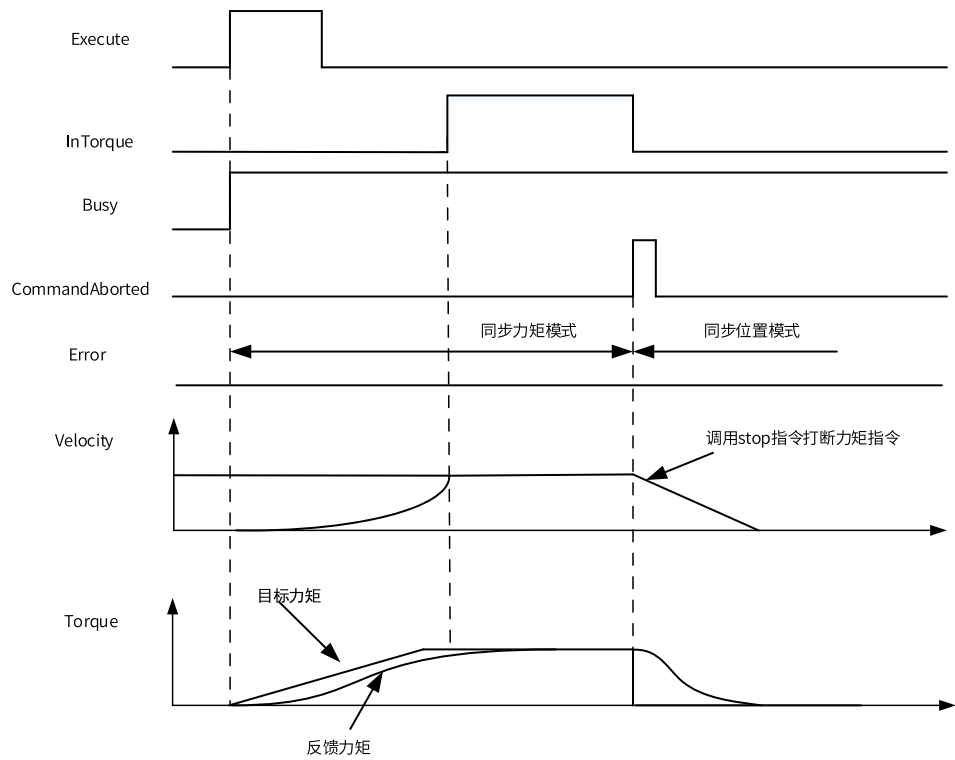 Execute
InTorque
Busy
CommandAborted
同步力矩模式
同步位置模式
Error
Velocity
调用stop指令打断力矩指令
目标力矩
Torque
反馈力矩